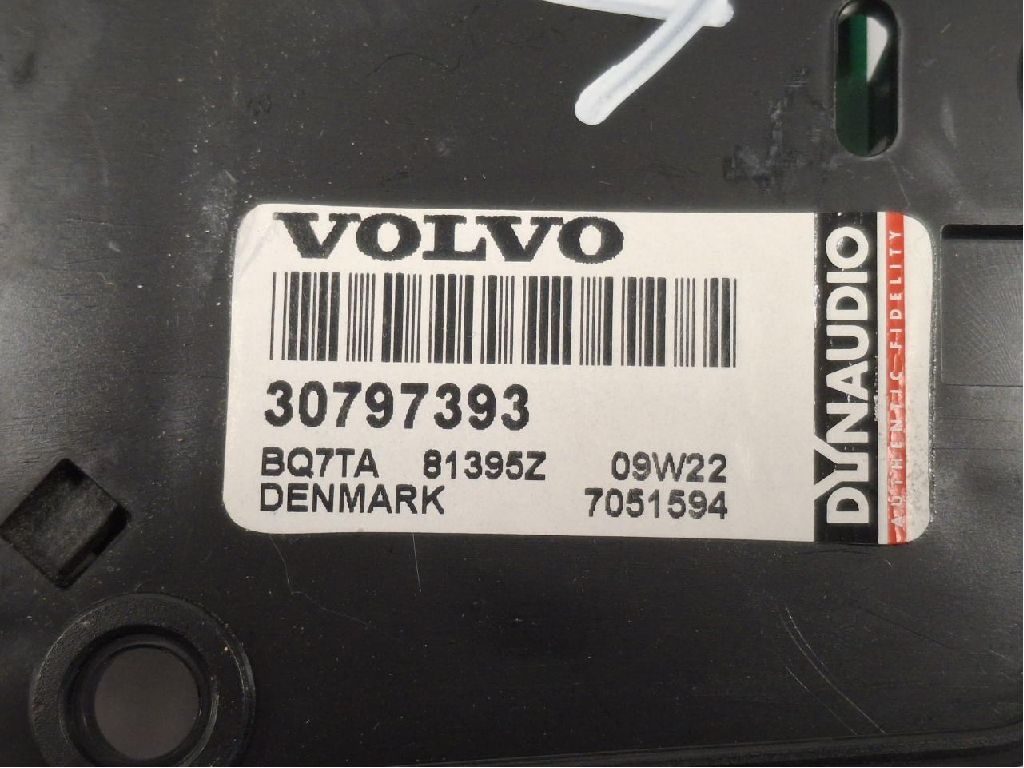 VOLVO
30797393
BQ7TA 81395Z 09W22
DENMARK 7051594
DYNAUDIO
AUTHENTIC FIDELITY